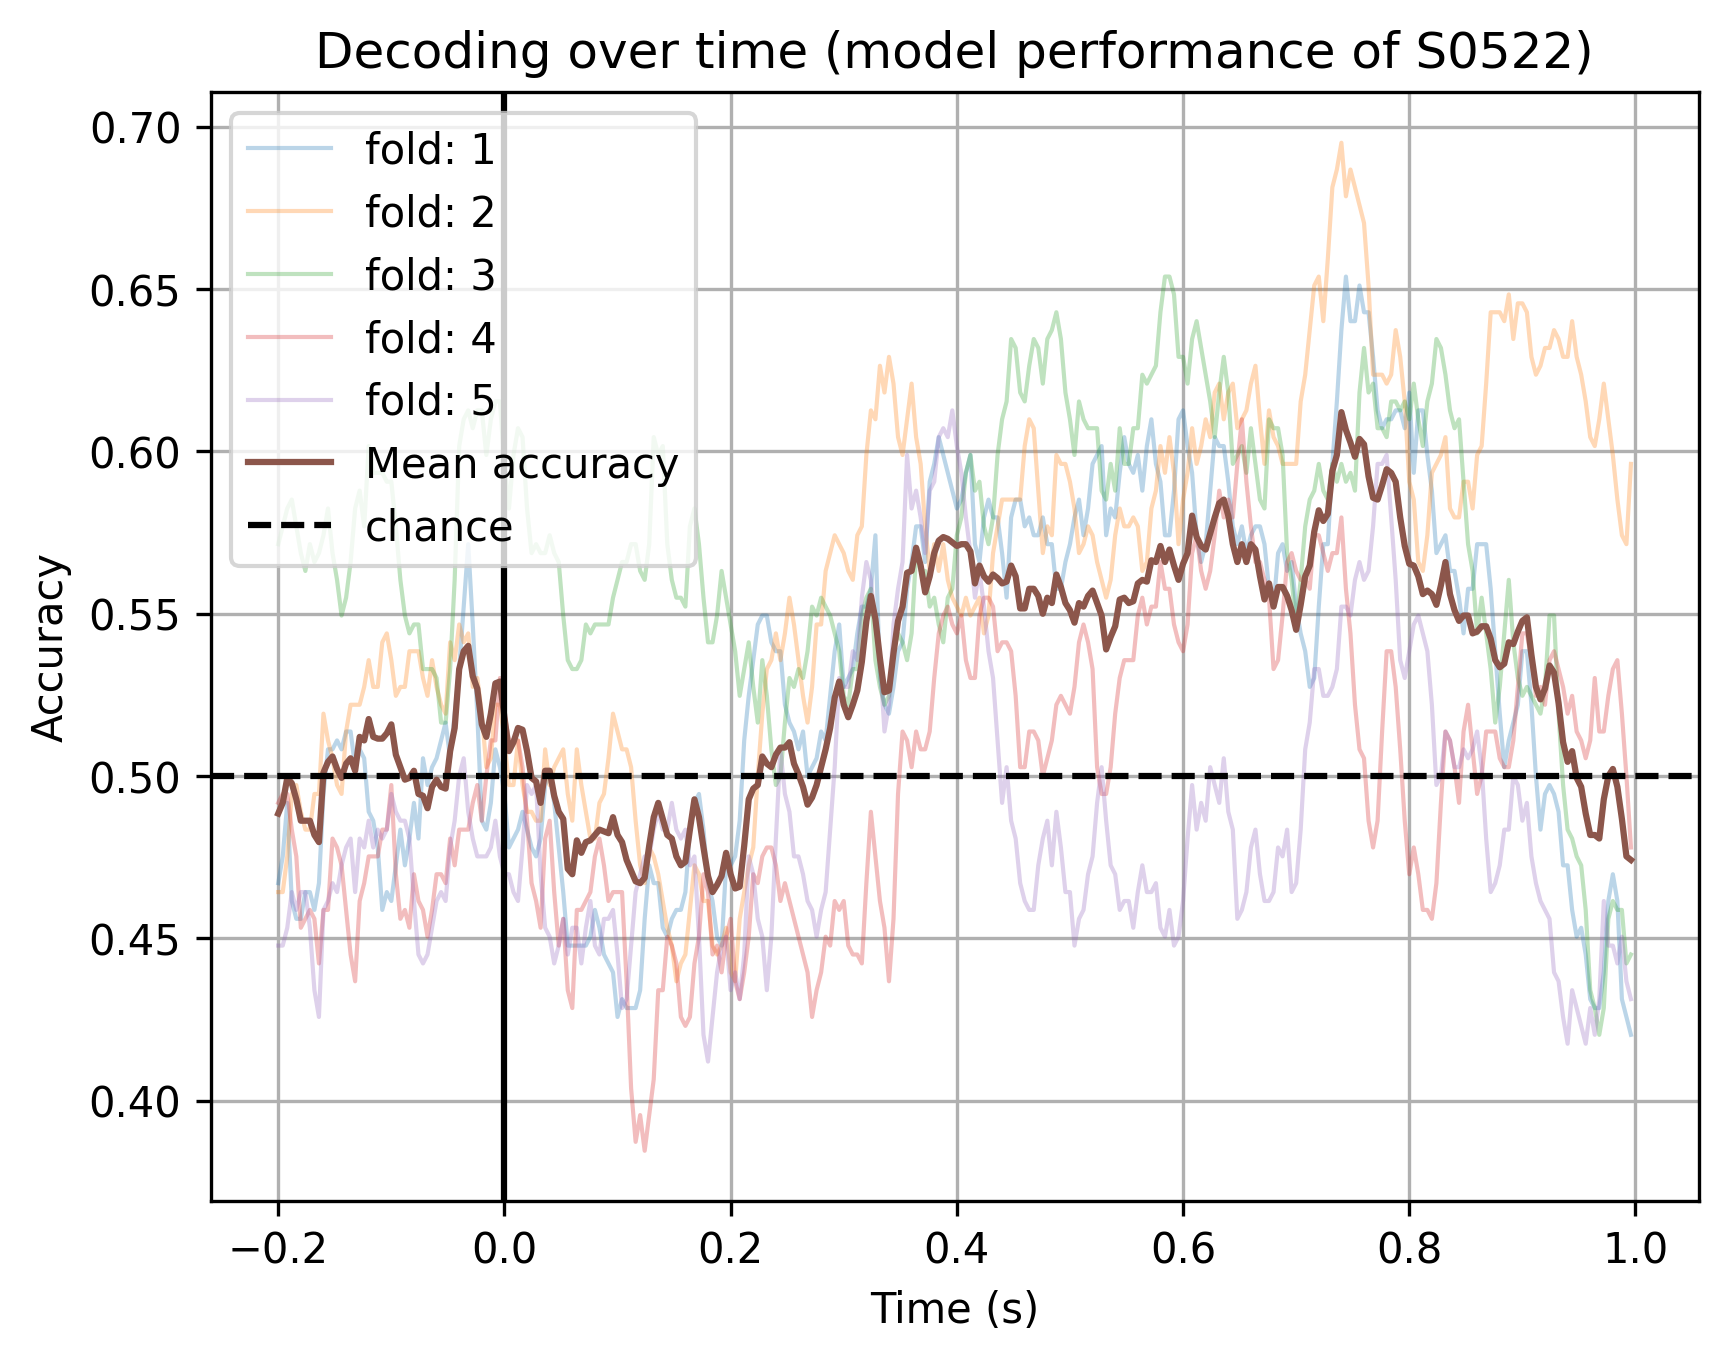 Decoding over time (model performance of S0522)
0.70
0.65
0.60
0.55
0.50
0.45
0.40
Accuracy
fold: 1
fold: 2
fold: 3
fold: 4
fold: 5
Mean accuracy
chance
−0.2
0.0
0.2
0.4
0.6
0.8
1.0
Time (s)